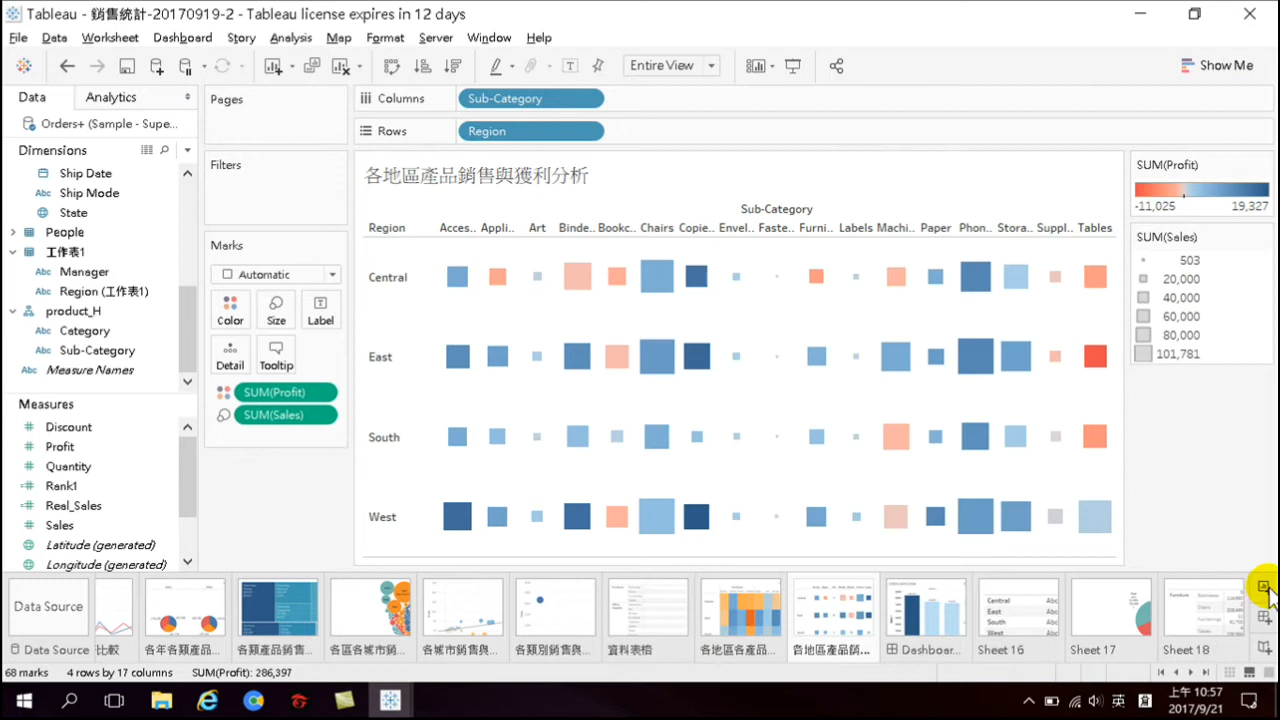 Tableau - 銷售統計-20170919-2 - Tableau license expires in 12 days
File Data Worksheet Dashboard Story Analysis Map Format Server Window Help
Entire View
Show Me
Data Analytics
Orders+ (Sample - Supe...
Dimensions
Ship Date
Abc Ship Mode
State
People
工作表1
Abc Manager
Abc Region (工作表1)
product_H
Abc Category
Abc Sub-Category
Abc Measure Names
Measures
# Discount
# Profit
# Quantity
Rank1
Real_Sales
# Sales
Latitude (generated)
Longitude (generated)
Pages
Filters
Marks
Automatic
Color Size Label
Detail Tooltip
SUM(Profit)
SUM(Sales)
Columns Sub-Category
Rows Region
各地區產品銷售與獲利分析
Sub-Category
Region Acces.. Appli.. Art Binde.. Bookc.. Chairs Copie.. Envel.. Faste.. Furni.. Labels Machi.. Paper Phon.. Stora.. Suppl.. Tables
Central
East
South
West
SUM(Profit)
-11,025 19,327
SUM(Sales)
503
20,000
40,000
60,000
80,000
101,781
Data Source
Central Abc
East Abc
South Abc
West Abc
Data Source 比較 各年各類產品... 各類產品銷售... 各區各城市銷... 各城市銷售與... 各類別銷售與... 資料表格 各地區各產品... 各地區產品銷... Dashboar... Sheet 16 Sheet 17 Sheet 18
68 marks 4 rows by 17 columns SUM(Profit): 286,397
英
上午 10:57
2017/9/21